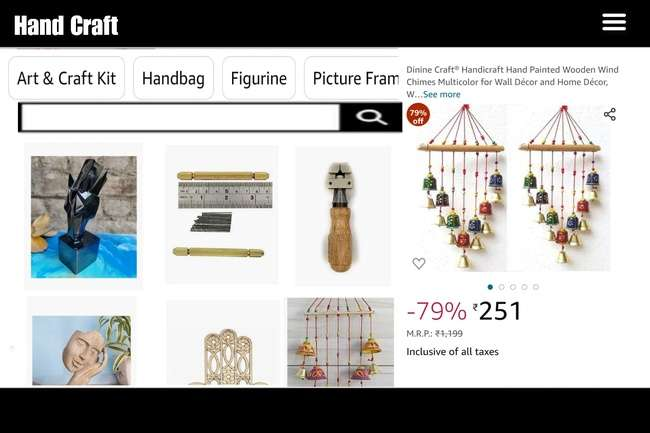 Hand Craft
Art & Craft Kit
Handbag
Figurine
Picture Fram
Dinine Craft® Handicraft Hand Painted Wooden Wind
Chimes Multicolor for Wall Décor and Home Décor,
W...See more
79%
off
-79% ₹251
M.R.P.: ₹1,199
Inclusive of all taxes